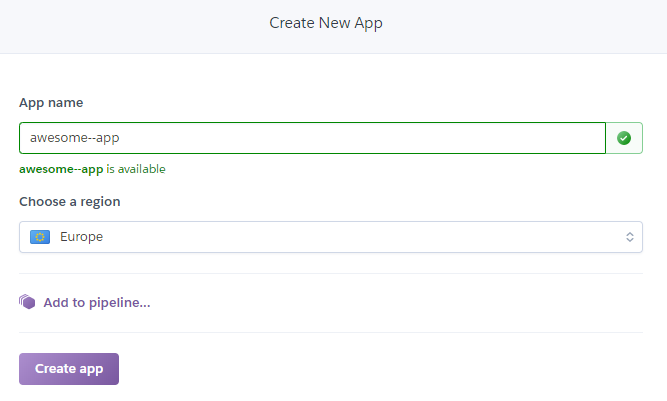 Create New App
App name
awesome--app
awesome--app is available
Choose a region
Europe
Add to pipeline...
Create app